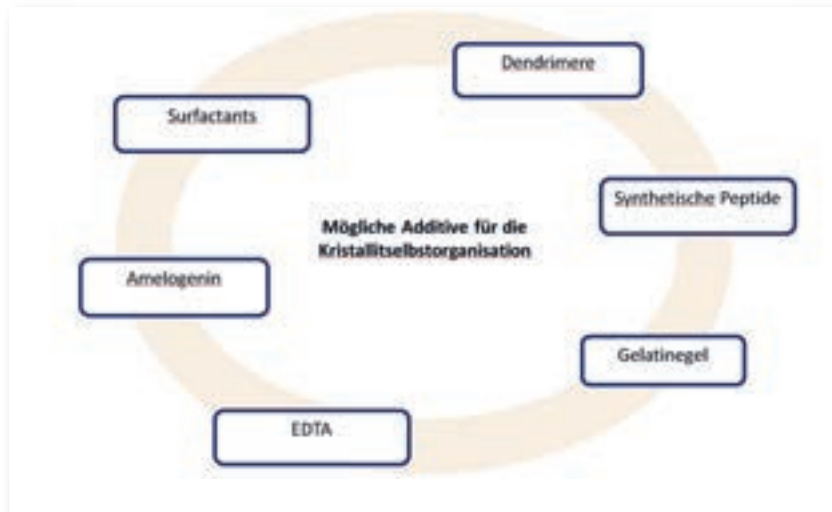 Dendrimere
Surfactants
Synthetische Peptide
Mögliche Additive für die
Kristallitselbstorganisation
Amelogenin
Gelatinegel
EDTA